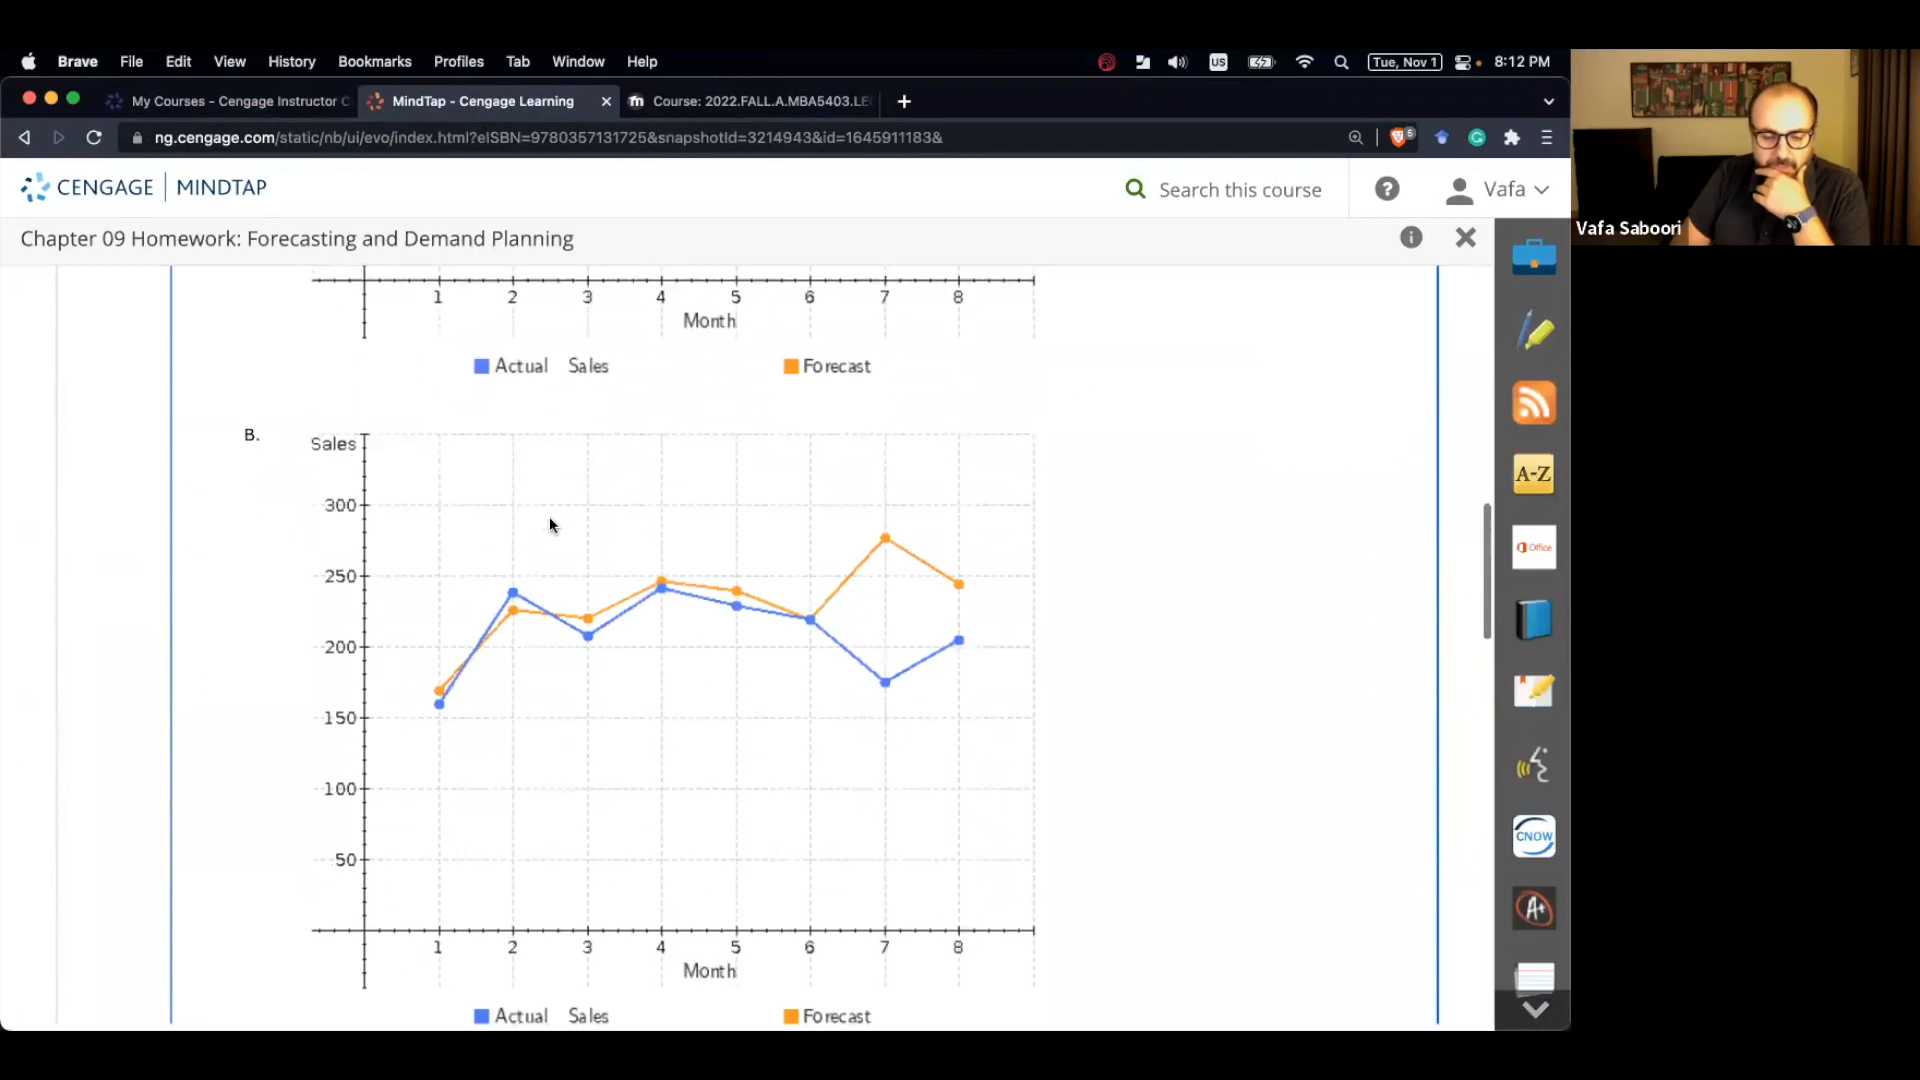 Brave File Edit View History Bookmarks Profiles Tab Window Help US Tue, Nov 1 8:12 PM
My Courses - Cengage Instructor C MindTap - Cengage Learning Course: 2022.FALL.A.MBA5403.LE
ng.cengage.com/static/nb/ui/evo/index.html?eISBN=9780357131725&snapshotId=3214943&id=1645911183& 5
CENGAGE MINDTAP Search this course ? Vafa
Vafa Saboori
Chapter 09 Homework: Forecasting and Demand Planning
1 2 3 4 5 6 7 8
Month
Actual Sales Forecast
B.
Sales
300
250
200
150
100
50
1 2 3 4 5 6 7 8
Month
Actual Sales Forecast
A-Z
Office
CNOW
A+